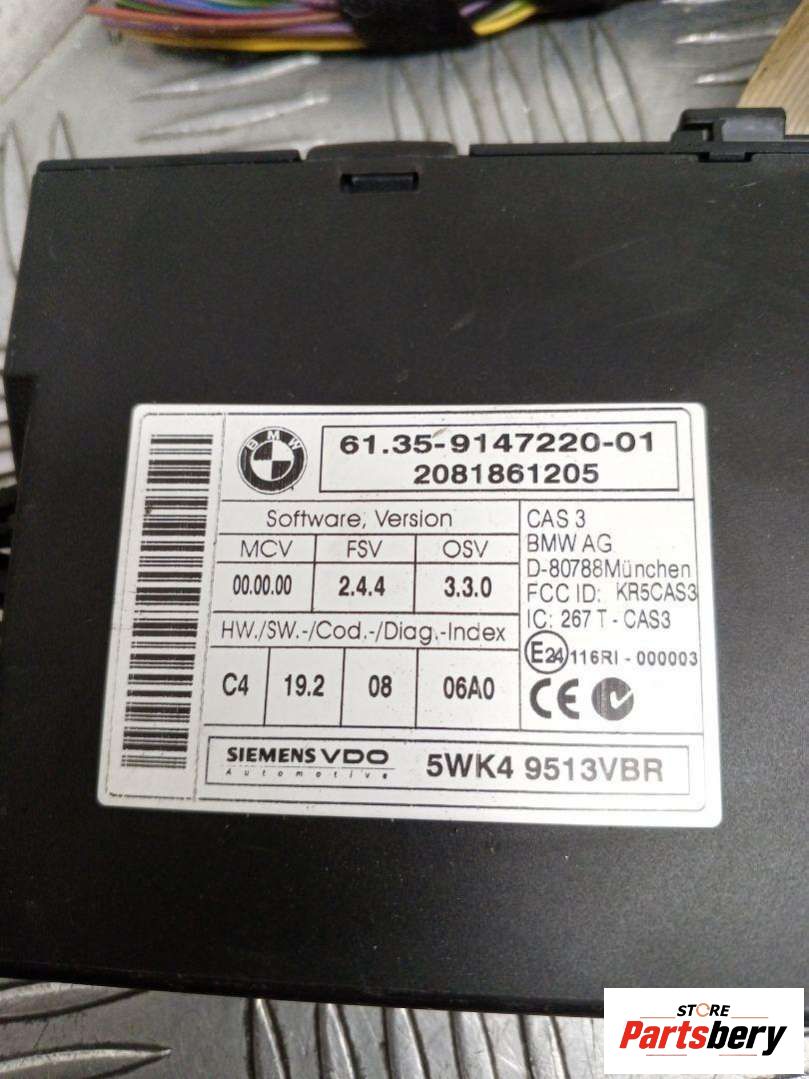 BMW
61.35-9147220-01
2081861205
Software, Version
MCV FSV OSV
00.00.00 2.4.4 3.3.0
HW./SW.-/Cod.-/Diag.-Index
C4 19.2 08 06A0
CAS 3
BMW AG
D-80788München
FCC ID: KR5CAS3
IC: 267 T - CAS3
E24 116RI - 000003
CE
SIEMENS VDO
Automotive
5WK4 9513VBR
STORE
Partsbery